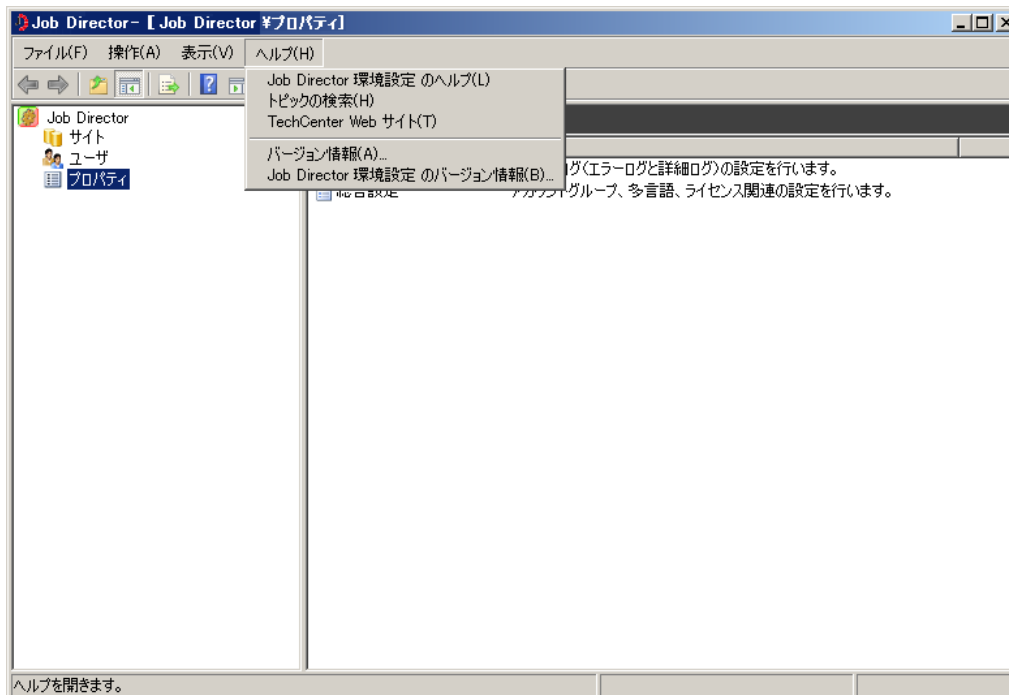 Job Director- [ Job Director ¥プロパティ]
ファイル(F) 操作(A) 表示(V) ヘルプ(H)
Job Director 環境設定 のヘルプ(L)
トピックの検索(H)
TechCenter Web サイト(T)
バージョン情報(A)...
Job Director 環境設定 のバージョン情報(B)...
Job Director
サイト
ユーザ
プロパティ
グ(エラーログと詳細ログ)の設定を行います。
総合設定 アカウントグループ、多言語、ライセンス関連の設定を行います。
ヘルプを開きます。